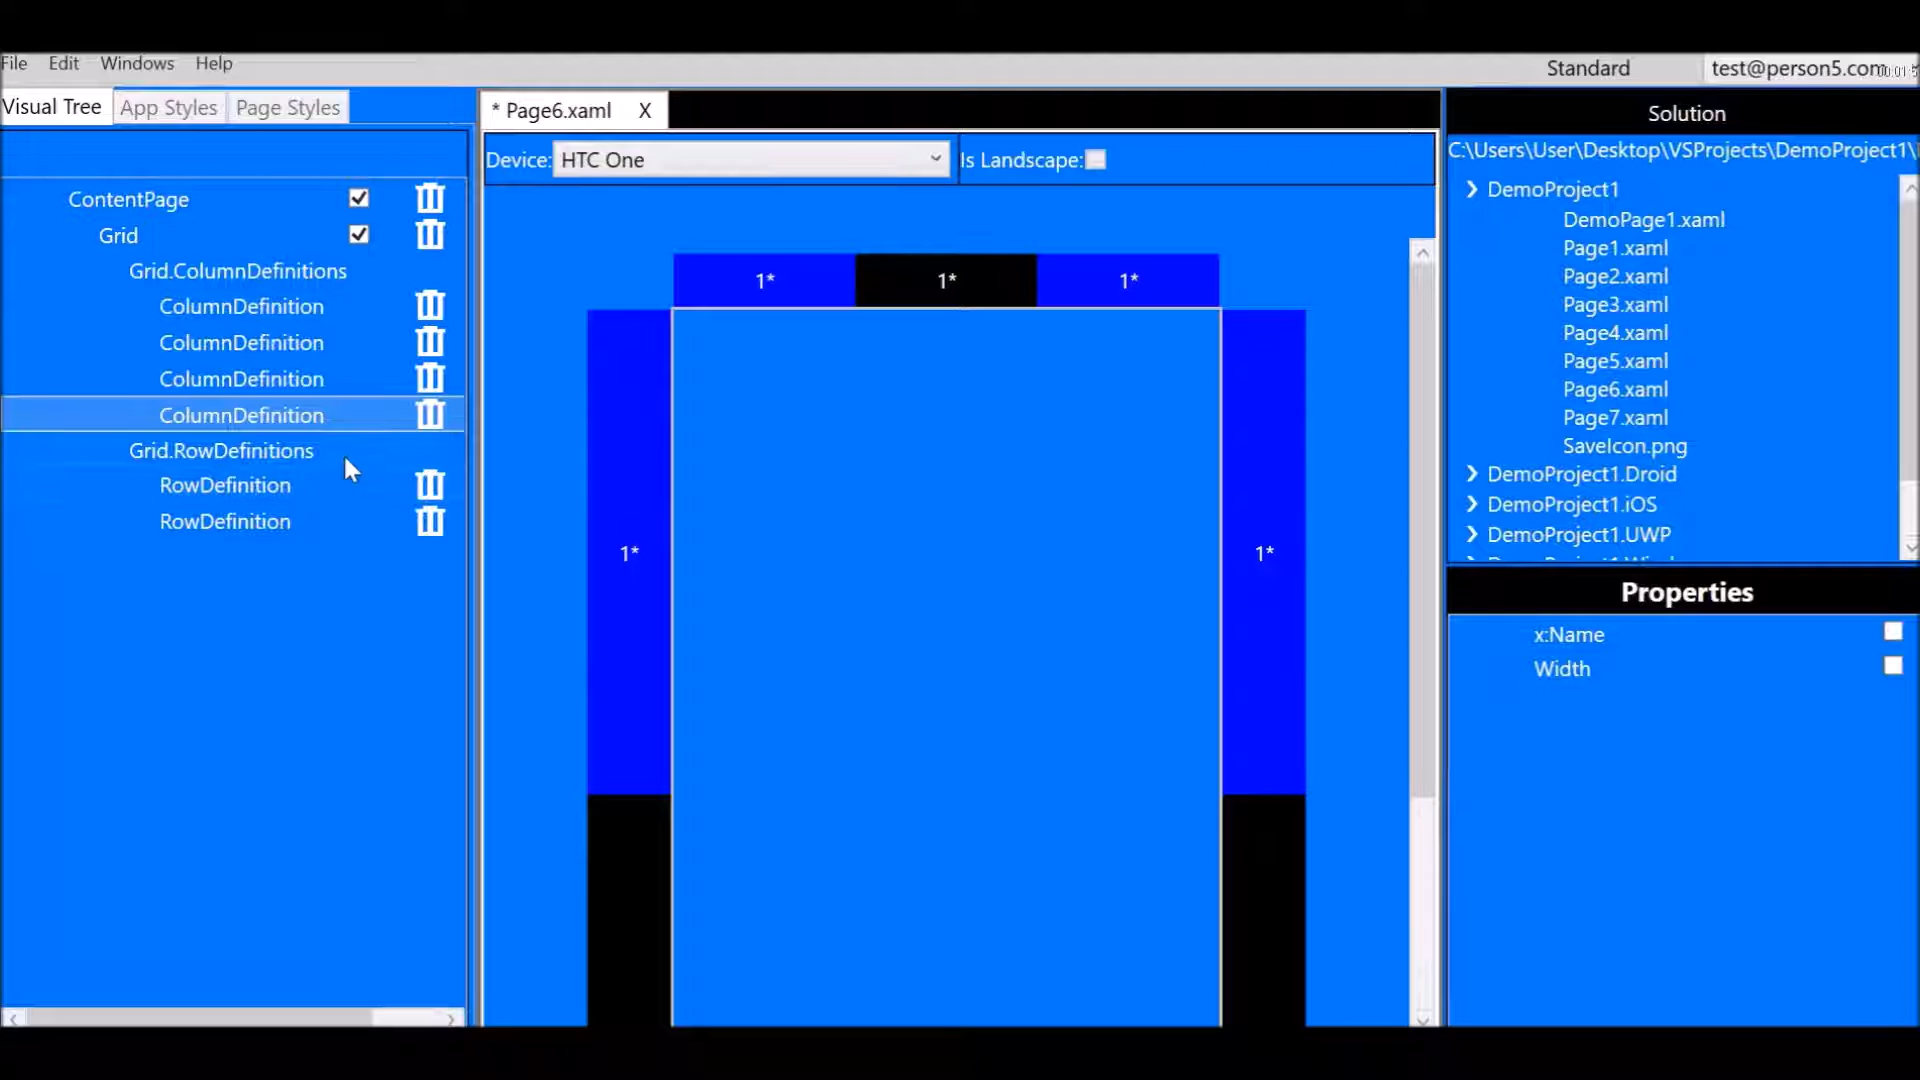 File Edit Windows Help
Standard test@person5.com
Visual Tree App Styles Page Styles
ContentPage
Grid
Grid.ColumnDefinitions
ColumnDefinition
ColumnDefinition
ColumnDefinition
ColumnDefinition
Grid.RowDefinitions
RowDefinition
RowDefinition
* Page6.xaml X
Device: HTC One Is Landscape:
1* 1* 1*
1* 1*
Solution
C:\Users\User\Desktop\VSProjects\DemoProject1\
DemoProject1
DemoPage1.xaml
Page1.xaml
Page2.xaml
Page3.xaml
Page4.xaml
Page5.xaml
Page6.xaml
Page7.xaml
SaveIcon.png
DemoProject1.Droid
DemoProject1.iOS
DemoProject1.UWP
Properties
x:Name
Width